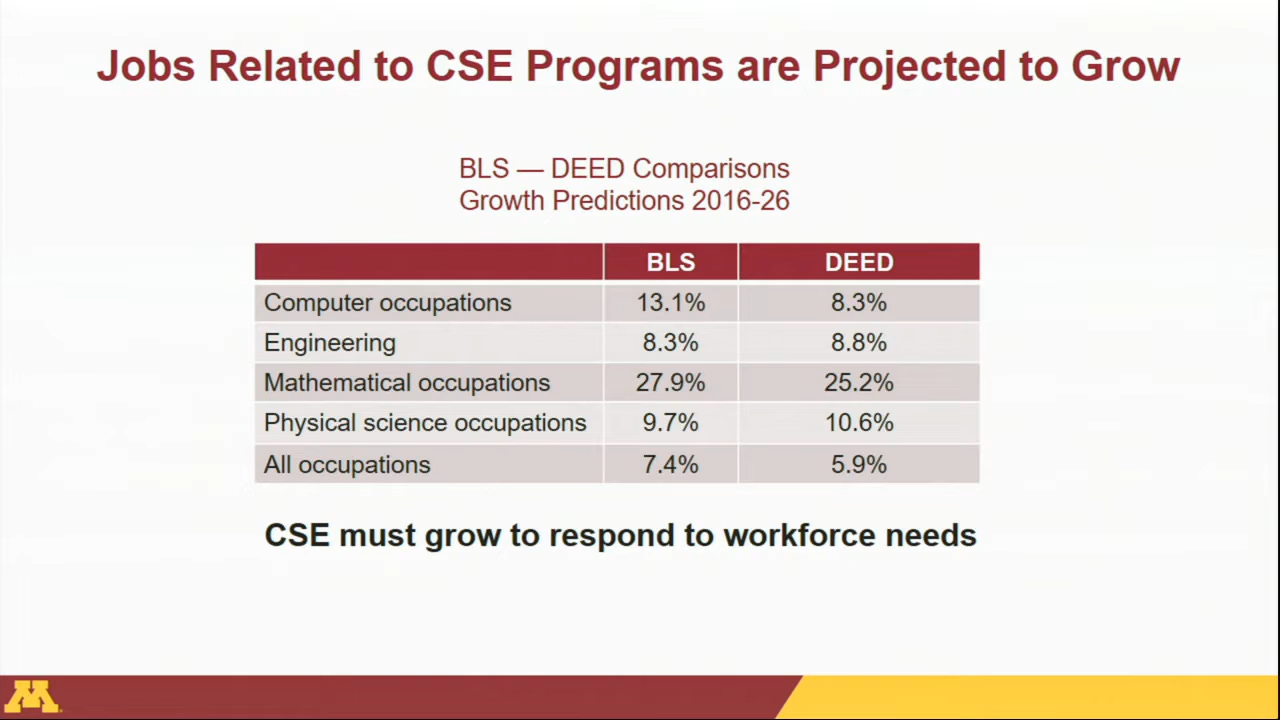 Jobs Related to CSE Programs are Projected to Grow
BLS — DEED Comparisons
Growth Predictions 2016-26
BLS DEED
Computer occupations 13.1% 8.3%
Engineering 8.3% 8.8%
Mathematical occupations 27.9% 25.2%
Physical science occupations 9.7% 10.6%
All occupations 7.4% 5.9%
CSE must grow to respond to workforce needs
M